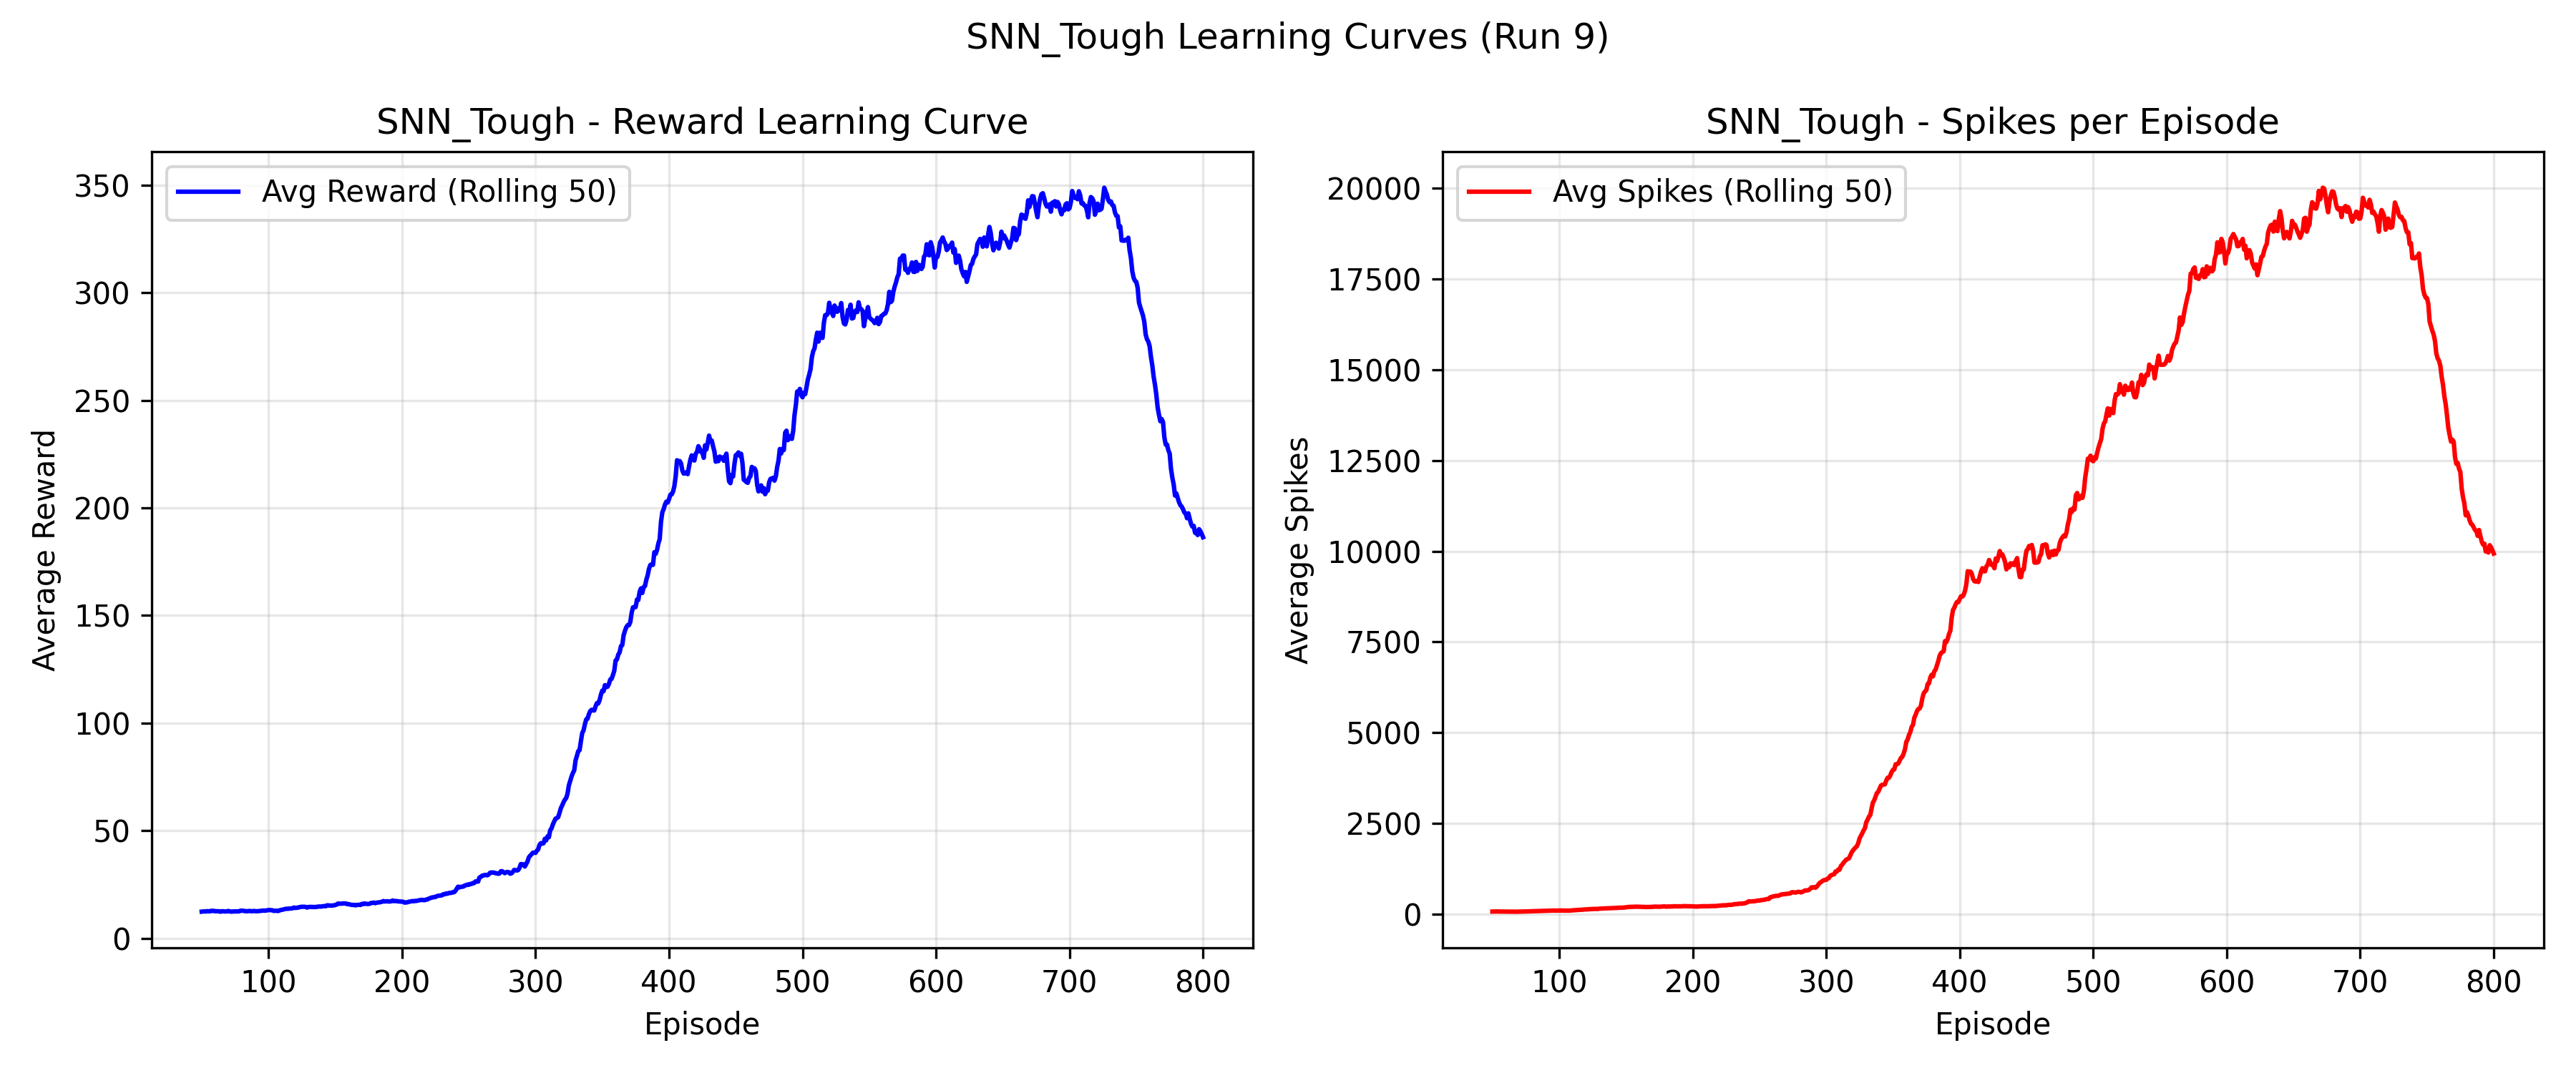 SNN_Tough Learning Curves (Run 9)
SNN_Tough - Reward Learning Curve
Avg Reward (Rolling 50)
350
300
250
200
150
100
50
0
Average Reward
100 200 300 400 500 600 700 800
Episode
SNN_Tough - Spikes per Episode
Avg Spikes (Rolling 50)
20000
17500
15000
12500
10000
7500
5000
2500
0
Average Spikes
100 200 300 400 500 600 700 800
Episode